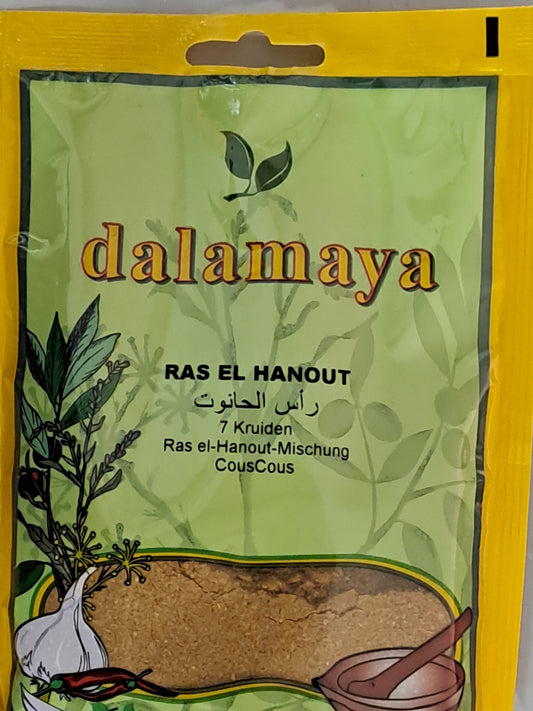 dalamaya
RAS EL HANOUT
رأس الحانوت
7 Kruiden
Ras el-Hanout-Mischung
CousCous